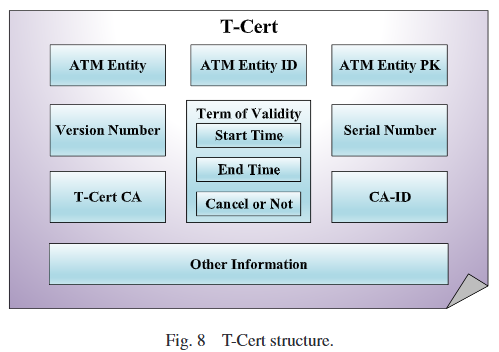 T-Cert
ATM Entity
ATM Entity ID
ATM Entity PK
Version Number
Term of Validity
Start Time
End Time
Cancel or Not
Serial Number
T-Cert CA
CA-ID
Other Information
Fig. 8 T-Cert structure.